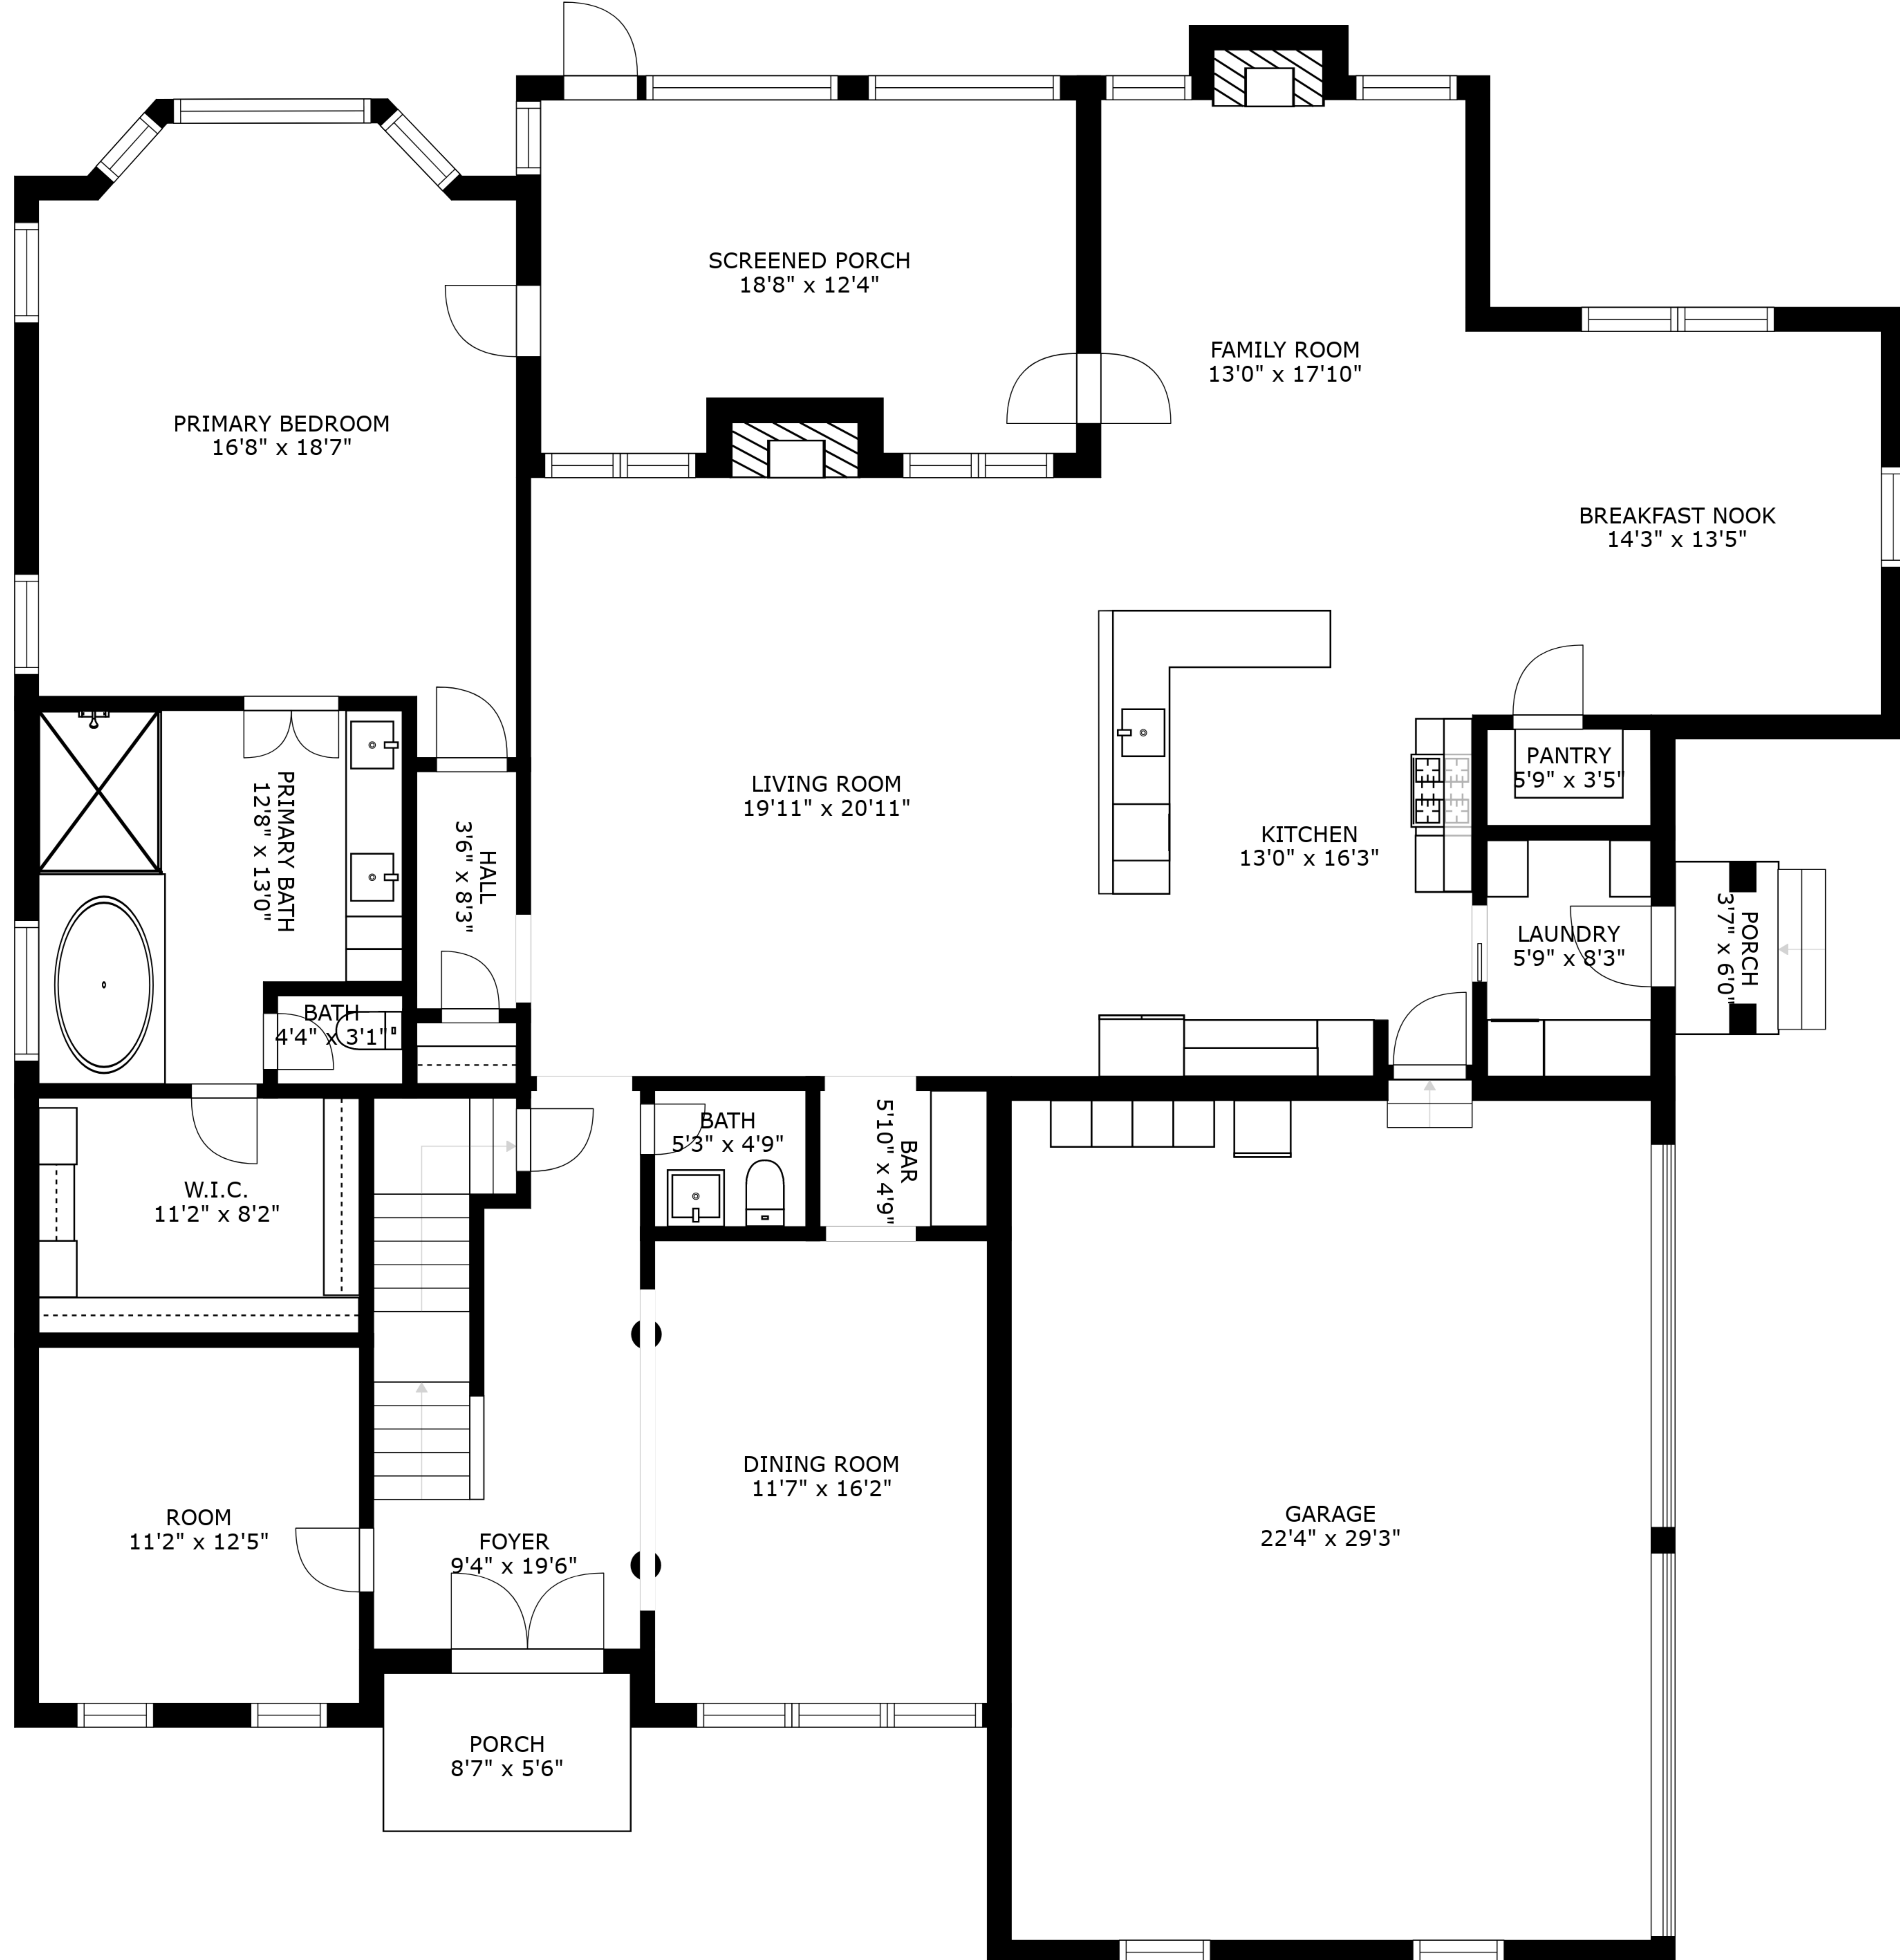 SCREENED PORCH
18'8" x 12'4"
FAMILY ROOM
13'0" x 17'10"
PRIMARY BEDROOM
16'8" x 18'7"
BREAKFAST NOOK
14'3" x 13'5"
PRIMARY BATH
12'8" x 13'0"
HALL
3'6" x 8'3"
LIVING ROOM
19'11" x 20'11"
KITCHEN
13'0" x 16'3"
PANTRY
5'9" x 3'5"
LAUNDRY
5'9" x 8'3"
PORCH
3'7" x 6'0"
BATH
4'4" x 3'1"
BATH
5'3" x 4'9"
BAR
5'10" x 4'9"
W.I.C.
11'2" x 8'2"
DINING ROOM
11'7" x 16'2"
ROOM
11'2" x 12'5"
FOYER
9'4" x 19'6"
GARAGE
22'4" x 29'3"
PORCH
8'7" x 5'6"